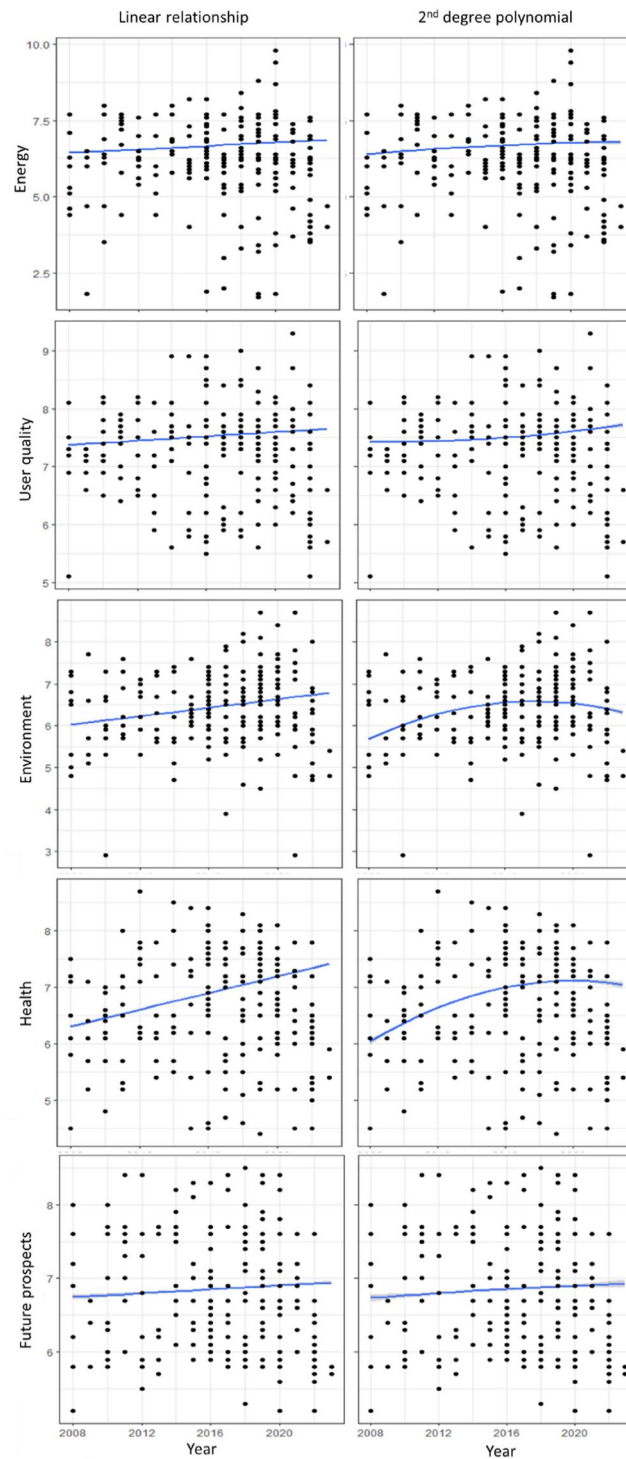 Linear relationship
2nd degree polynomial
10.0
7.5
5.0
2.5
Energy
9
8
7
6
5
User quality
8
7
6
5
4
3
Environment
8
7
6
5
Health
8
7
6
Future prospects
2008 2012 2016 2020
2008 2012 2016 2020
Year
Year